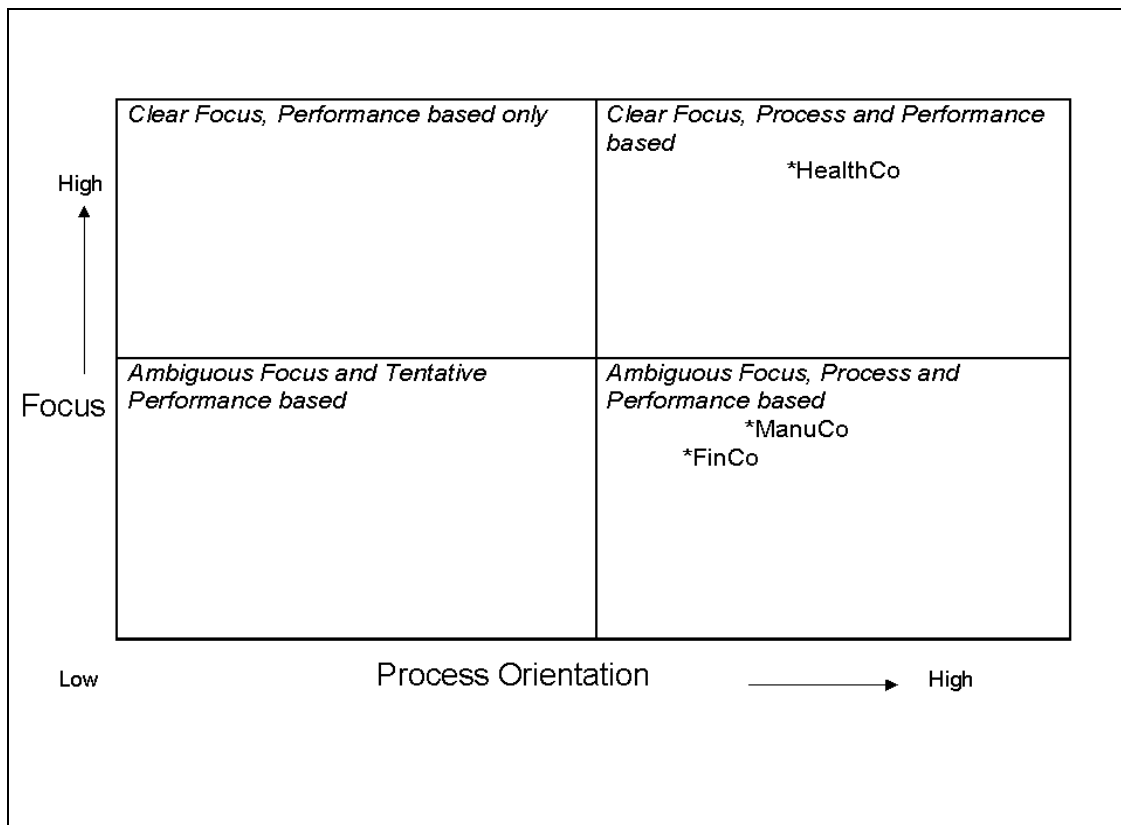 Clear Focus, Performance based only
Clear Focus, Process and Performance
based
*HealthCo
High
Ambiguous Focus and Tentative
Performance based
Ambiguous Focus, Process and
Performance based
*ManuCo
*FinCo
Focus
Low
Process Orientation
High